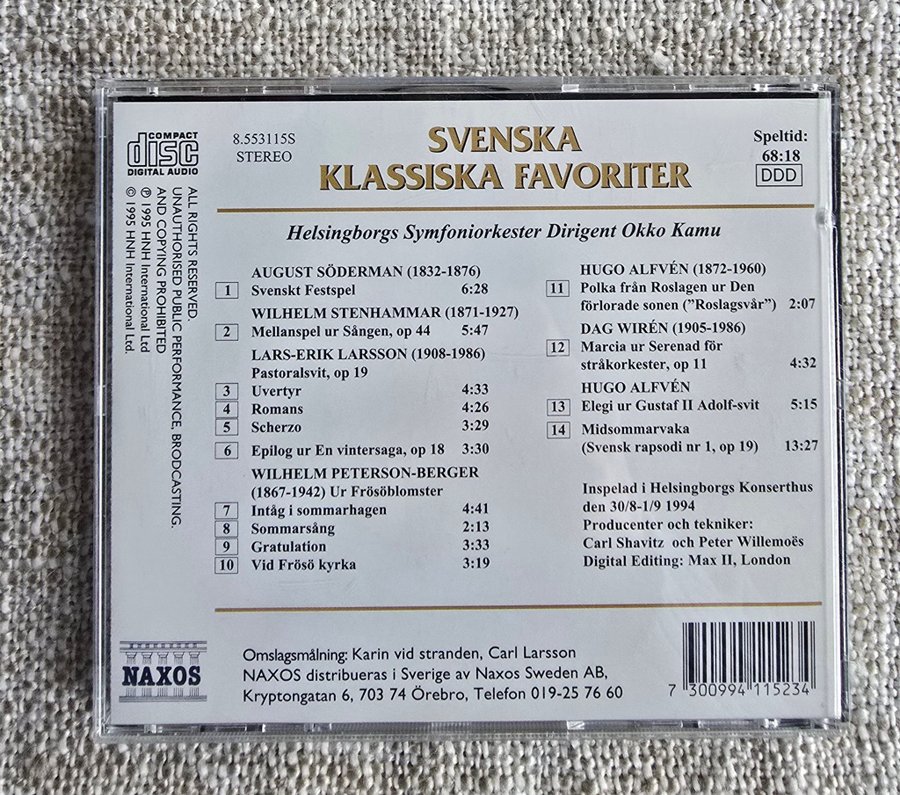 COMPACT
disc
DIGITAL AUDIO
8.553115S
STEREO
SVENSKA
KLASSISKA FAVORITER
Speltid:
68:18
DDD
Helsingborgs Symfoniorkester Dirigent Okko Kamu
AUGUST SÖDERMAN (1832-1876)
1 Svenskt Festspel 6:28
WILHELM STENHAMMAR (1871-1927)
2 Mellanspel ur Sången, op 44 5:47
LARS-ERIK LARSSON (1908-1986)
Pastoralsvit, op 19
3 Uvertyr 4:33
4 Romans 4:26
5 Scherzo 3:29
6 Epilog ur En vintersaga, op 18 3:30
WILHELM PETERSON-BERGER
(1867-1942) Ur Frösöblomster
7 Intåg i sommarhagen 4:41
8 Sommarsång 2:13
9 Gratulation 3:33
10 Vid Frösö kyrka 3:19
HUGO ALFVÉN (1872-1960)
11 Polka från Roslagen ur Den
förlorade sonen ("Roslagsvår") 2:07
DAG WIRÉN (1905-1986)
12 Marcia ur Serenad för
stråkorkester, op 11 4:32
HUGO ALFVÉN
13 Elegi ur Gustaf II Adolf-svit 5:15
14 Midsommarvaka
(Svensk rapsodi nr 1, op 19) 13:27
Inspelad i Helsingborgs Konserthus
den 30/8-1/9 1994
Producenter och tekniker:
Carl Shavitz och Peter Willemoës
Digital Editing: Max II, London
ALL RIGHTS RESERVED.
UNAUTHORISED PUBLIC PERFORMANCE, BRODCASTING.
AND COPYING PROHIBITED
℗ 1995 HNH International Ltd
© 1995 HNH International Ltd.
NAXOS
Omslagsmålning: Karin vid stranden, Carl Larsson
NAXOS distribueras i Sverige av Naxos Sweden AB,
Kryptongatan 6, 703 74 Örebro, Telefon 019-25 76 60
7 300994 115234